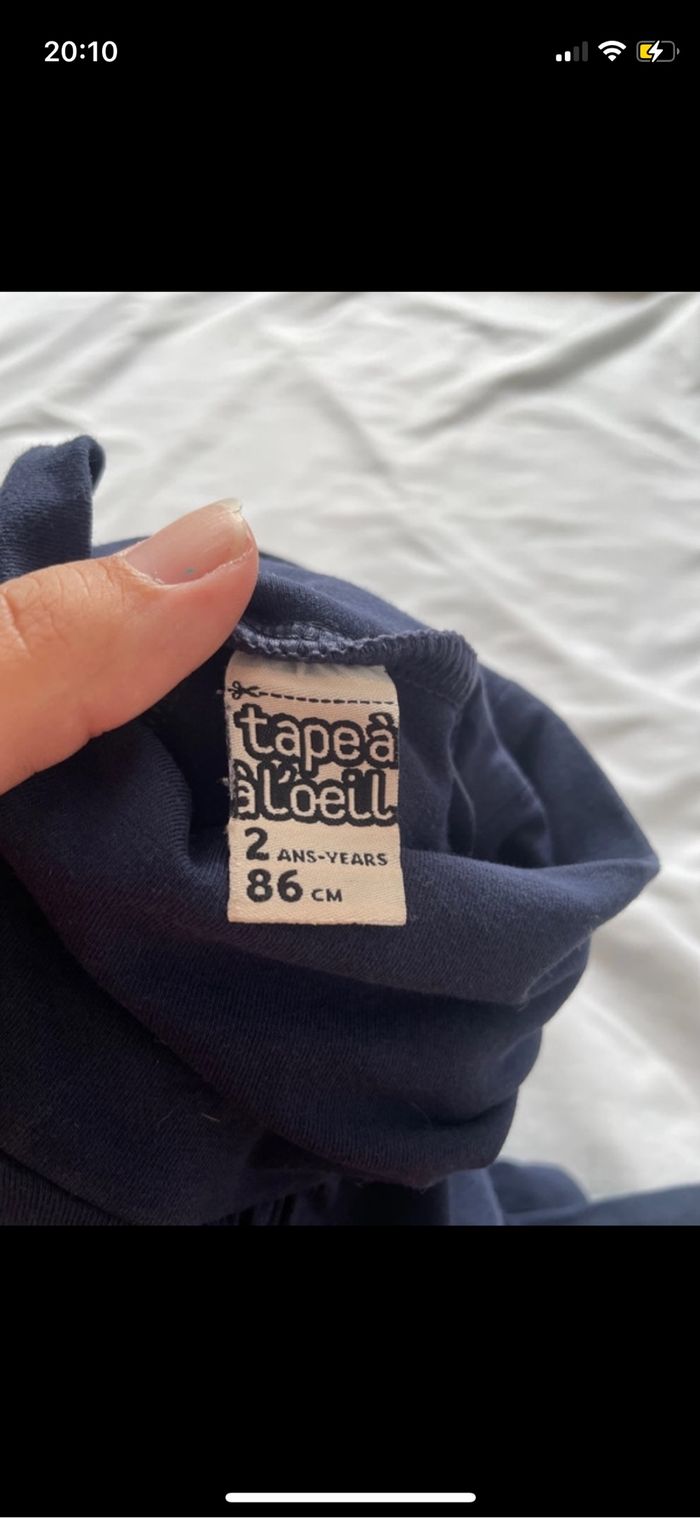 20:10
tape à
à l'oeil
2 ANS-YEARS
86 CM